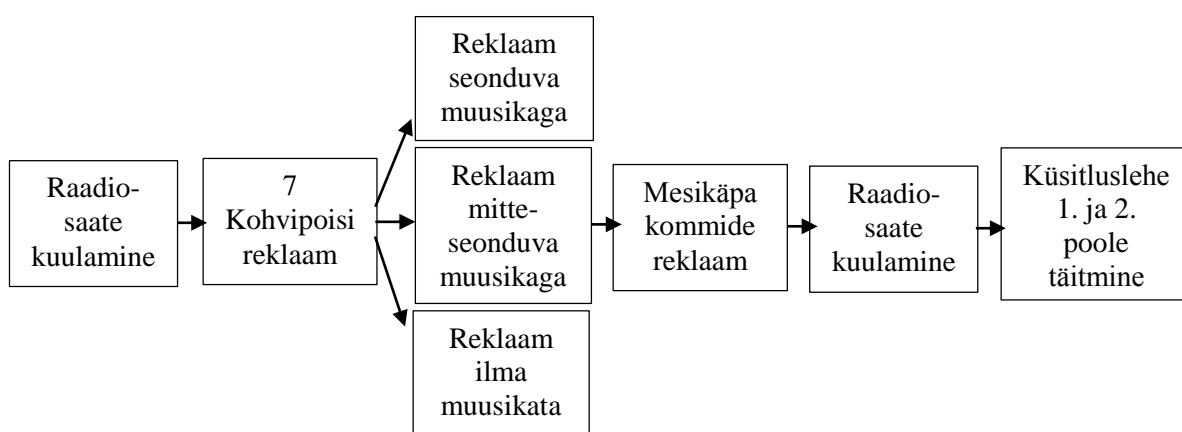 Raadio-
saate
kuulamine
7
Kohvipoisi
reklaam
Reklaam
seonduva
muusikaga
Reklaam
mitte-
seonduva
muusikaga
Reklaam
ilma
muusikata
Mesikäpa
kommide
reklaam
Raadio-
saate
kuulamine
Küsitluslehe
1. ja 2.
poole
täitmine